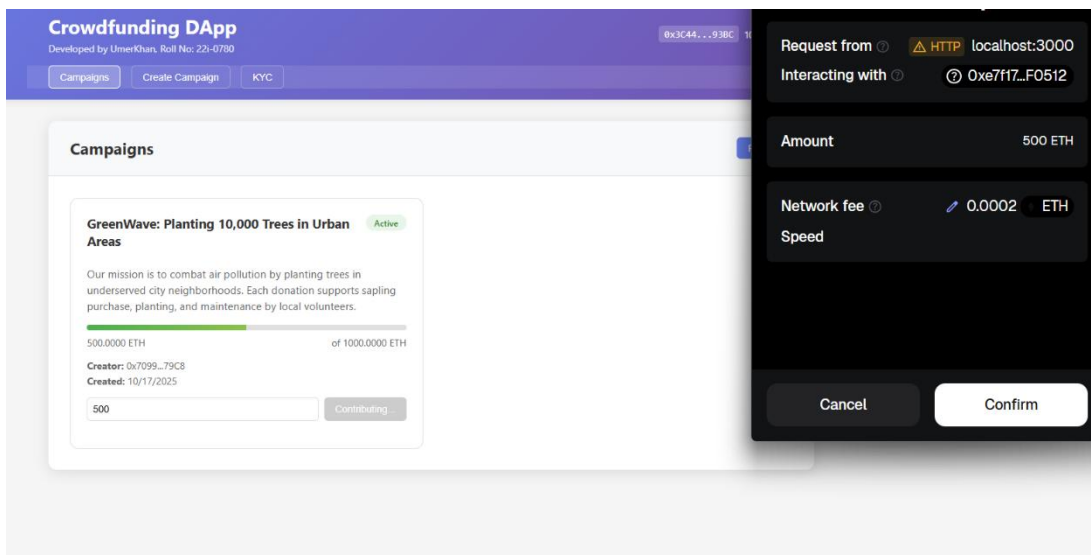 Crowdfunding DApp
Developed by UmerKhan, Roll No: 22i-0780
0x3C44...93BC 10
Campaigns Create Campaign KYC
Campaigns
GreenWave: Planting 10,000 Trees in Urban Areas
Active
Our mission is to combat air pollution by planting trees in
underserved city neighborhoods. Each donation supports sapling
purchase, planting, and maintenance by local volunteers.
500.0000 ETH of 1000.0000 ETH
Creator: 0x7099...79C8
Created: 10/17/2025
500 Contributing...
Request from HTTP localhost:3000
Interacting with 0xe7f17...F0512
Amount 500 ETH
Network fee 0.0002 ETH
Speed
Cancel Confirm